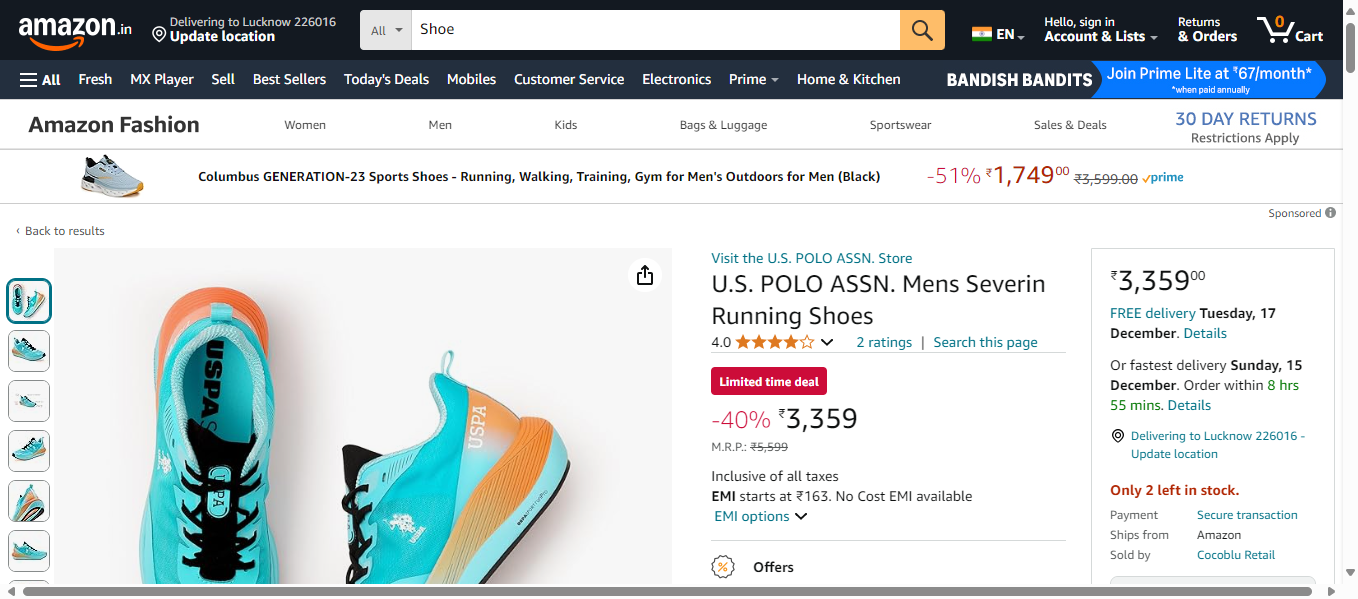 amazon.in
Delivering to Lucknow 226016
Update location
All
Shoe
EN
Hello, sign in
Account & Lists
Returns
& Orders
0
Cart
All
Fresh
MX Player
Sell
Best Sellers
Today's Deals
Mobiles
Customer Service
Electronics
Prime
Home & Kitchen
BANDISH BANDITS
Join Prime Lite at ₹67/month*
*when paid annually
Amazon Fashion
Women
Men
Kids
Bags & Luggage
Sportswear
Sales & Deals
30 DAY RETURNS
Restrictions Apply
Columbus GENERATION-23 Sports Shoes - Running, Walking, Training, Gym for Men's Outdoors for Men (Black)
-51% ₹1,74900 ₹3,599.00 prime
Sponsored
‹ Back to results
USPA
USPA
USPA
Visit the U.S. POLO ASSN. Store
U.S. POLO ASSN. Mens Severin
Running Shoes
4.0
2 ratings | Search this page
Limited time deal
-40% ₹3,359
M.R.P.: ₹5,599
Inclusive of all taxes
EMI starts at ₹163. No Cost EMI available
EMI options
% Offers
₹3,35900
FREE delivery Tuesday, 17
December. Details
Or fastest delivery Sunday, 15
December. Order within 8 hrs
55 mins. Details
Delivering to Lucknow 226016 -
Update location
Only 2 left in stock.
Payment Secure transaction
Ships from Amazon
Sold by Cocoblu Retail